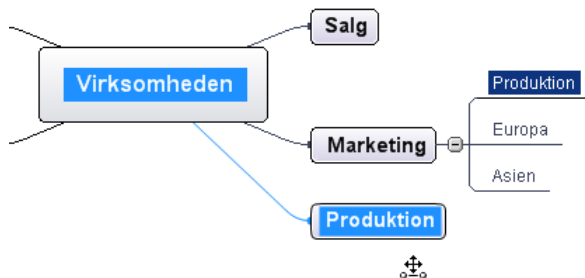 Salg
Virksomheden
Produktion
Europa
Marketing
Asien
Produktion